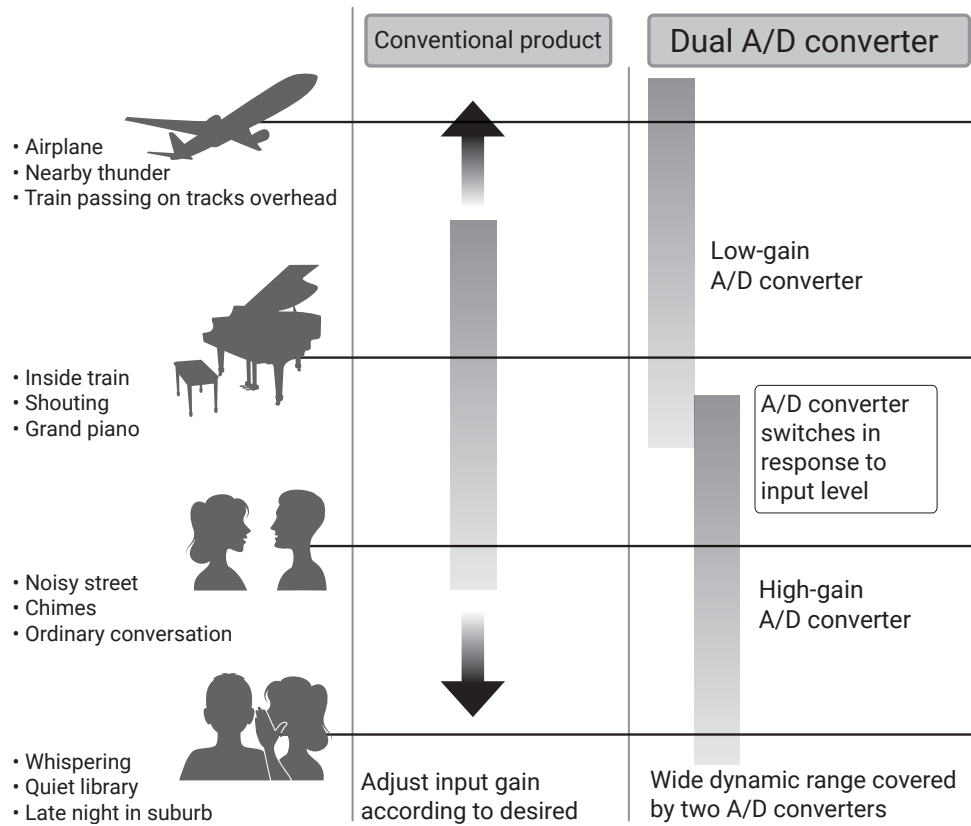 Conventional product
Dual A/D converter
• Airplane
• Nearby thunder
• Train passing on tracks overhead
Low-gain
A/D converter
• Inside train
• Shouting
• Grand piano
A/D converter
switches in
response to
input level
• Noisy street
• Chimes
• Ordinary conversation
High-gain
A/D converter
• Whispering
• Quiet library
• Late night in suburb
Adjust input gain
according to desired
Wide dynamic range covered
by two A/D converters